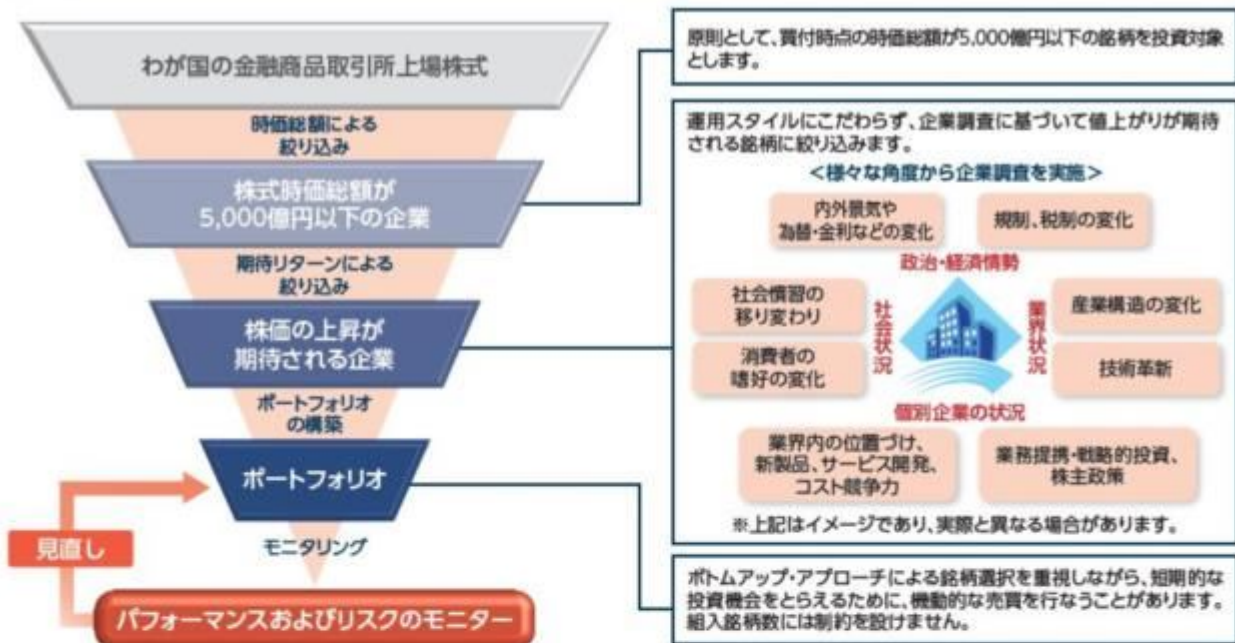 わが国の金融商品取引所上場株式
時価総額による
絞り込み
株式時価総額が
5,000億円以下の企業
期待リターンによる
絞り込み
株価の上昇が
期待される企業
ポートフォリオ
の構築
ポートフォリオ
見直し
モニタリング
パフォーマンスおよびリスクのモニター
原則として、買付時点の時価総額が5,000億円以下の銘柄を投資対象
とします。
運用スタイルにこだわらず、企業調査に基づいて値上がりが期待
される銘柄に絞り込みます。
＜様々な角度から企業調査を実施＞
内外景気や
為替・金利などの変化
規制、税制の変化
政治・経済情勢
社会慣習の
移り変わり
消費者の
嗜好の変化
社会状況
業界状況
産業構造の変化
技術革新
個別企業の状況
業界内の位置づけ、
新製品、サービス開発、
コスト競争力
業務提携・戦略的投資、
株主政策
※上記はイメージであり、実際と異なる場合があります。
ボトムアップ・アプローチによる銘柄選択を重視しながら、短期的な
投資機会をとらえるために、機動的な売買を行なうことがあります。
組入銘柄数には制約を設けません。